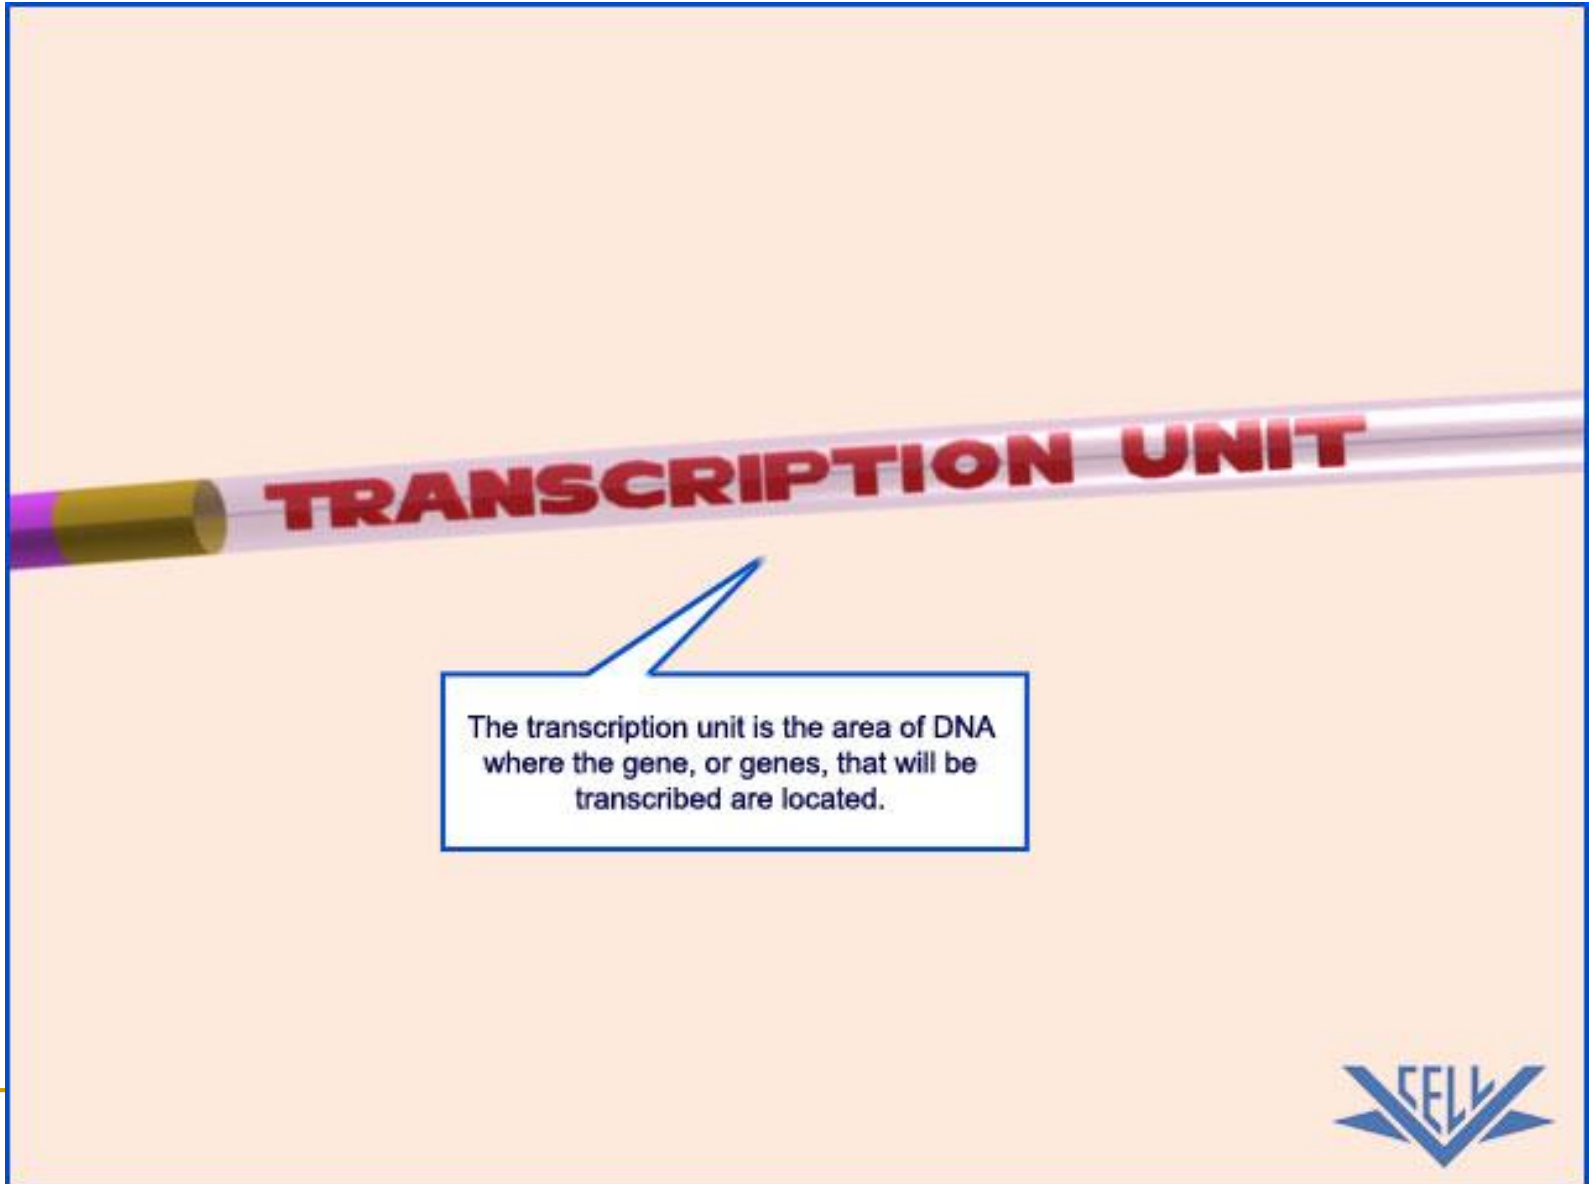 TRANSCRIPTION UNIT
The transcription unit is the area of DNA
where the gene, or genes, that will be
transcribed are located.
VCELL